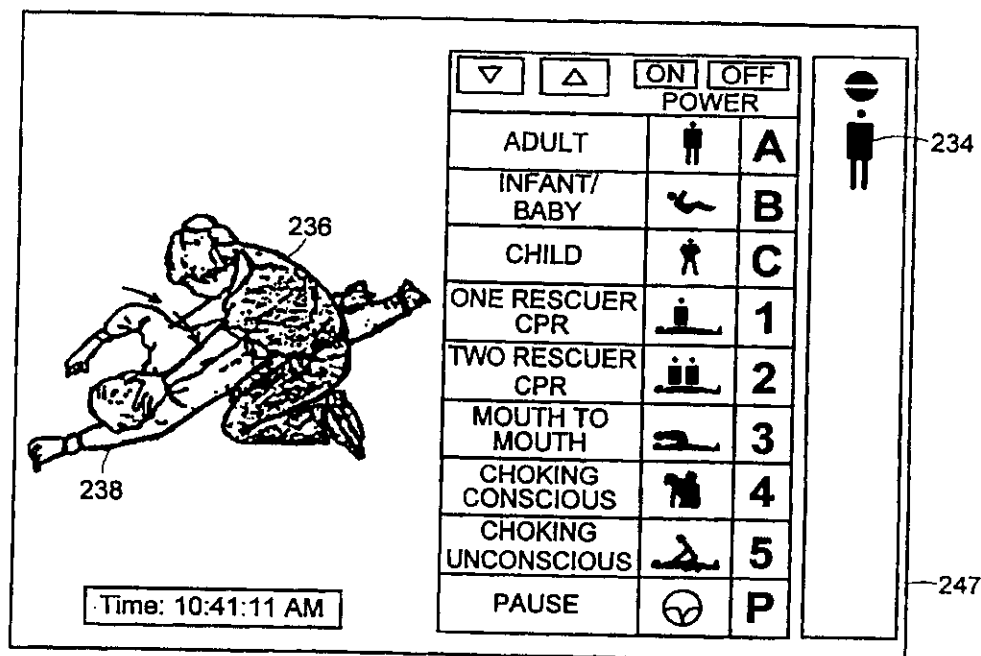 ON OFF
POWER
ADULT A
INFANT/
BABY B
CHILD C
ONE RESCUER
CPR 1
TWO RESCUER
CPR 2
MOUTH TO
MOUTH 3
CHOKING
CONSCIOUS 4
CHOKING
UNCONSCIOUS 5
PAUSE P
234
236
238
Time: 10:41:11 AM
247